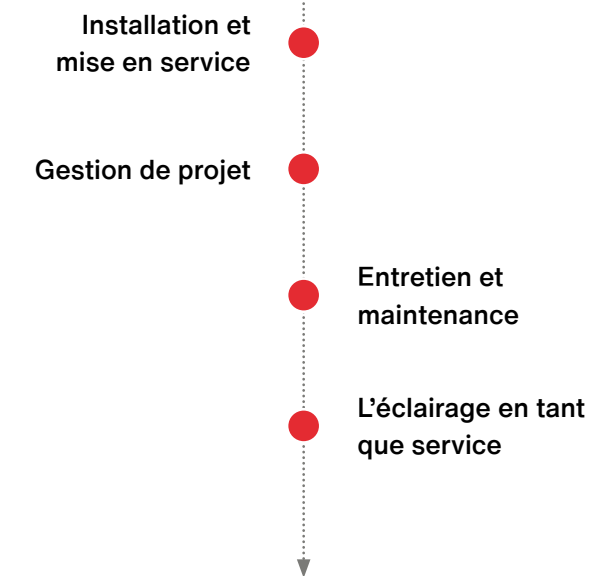 Installation et
mise en service
Gestion de projet
Entretien et
maintenance
L’éclairage en tant
que service